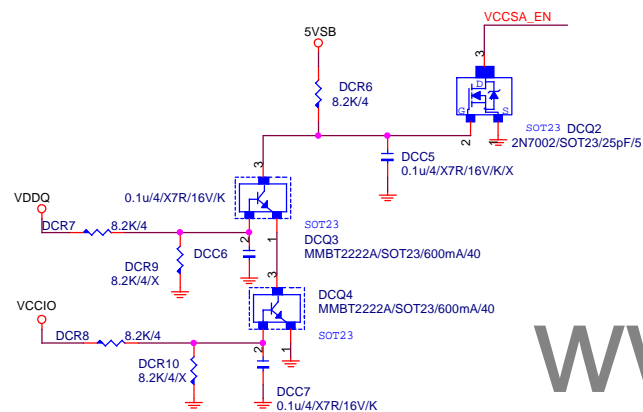 VCCSA_EN
5VSB
3
DCR6
8.2K/4
D
G
S
SOT23 DCQ2
2
1
2N7002/SOT23/25pF/5
3
DCC5
0.1u/4/X7R/16V/K/X
0.1u/4/X7R/16V/K
VDDQ
SOT23
DCR7
8.2K/4
DCC6
2
1
DCQ3
MMBT2222A/SOT23/600mA/40
DCR9
8.2K/4/X
3
DCQ4
MMBT2222A/SOT23/600mA/40
VCCIO
SOT23
DCR8
8.2K/4
2
1
DCR10
8.2K/4/X
DCC7
0.1u/4/X7R/16V/K